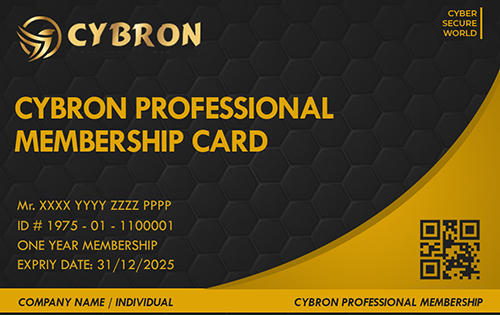 CYBRON
CYBER
SECURE
WORLD
CYBRON PROFESSIONAL
MEMBERSHIP CARD
Mr. XXXX YYYY ZZZZ PPPP
ID # 1975 - 01 - 1100001
ONE YEAR MEMBERSHIP
EXPRIY DATE: 31/12/2025
COMPANY NAME / INDIVIDUAL
CYBRON PROFESSIONAL MEMBERSHIP